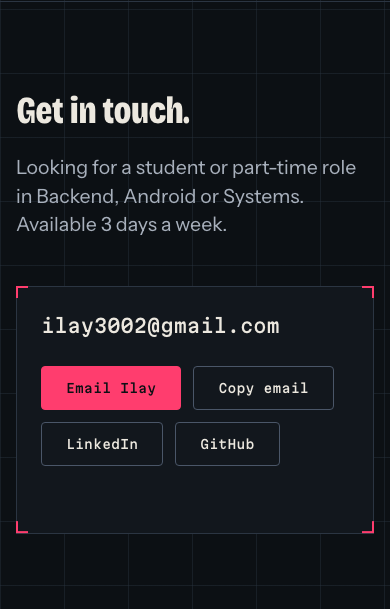 Get in touch.
Looking for a student or part-time role
in Backend, Android or Systems.
Available 3 days a week.
ilay3002@gmail.com
Email Ilay
Copy email
LinkedIn
GitHub